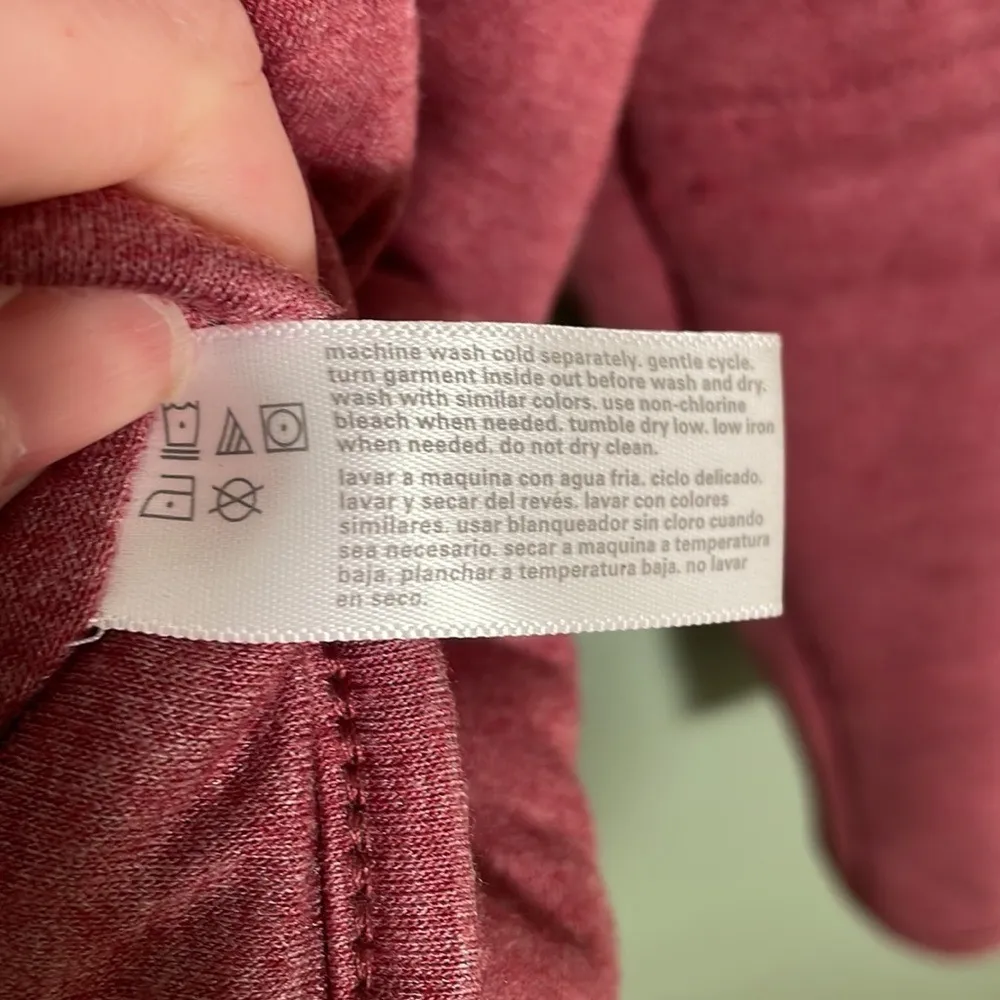 machine wash cold separately. gentle cycle.
turn garment inside out before wash and dry.
wash with similar colors. use non-chlorine
bleach when needed. tumble dry low. low iron
when needed. do not dry clean.
lavar a maquina con agua fria. ciclo delicado.
lavar y secar del revés. lavar con colores
similares. usar blanqueador sin cloro cuando
sea necesario. secar a maquina a temperatura
baja. planchar a temperatura baja. no lavar
en seco.